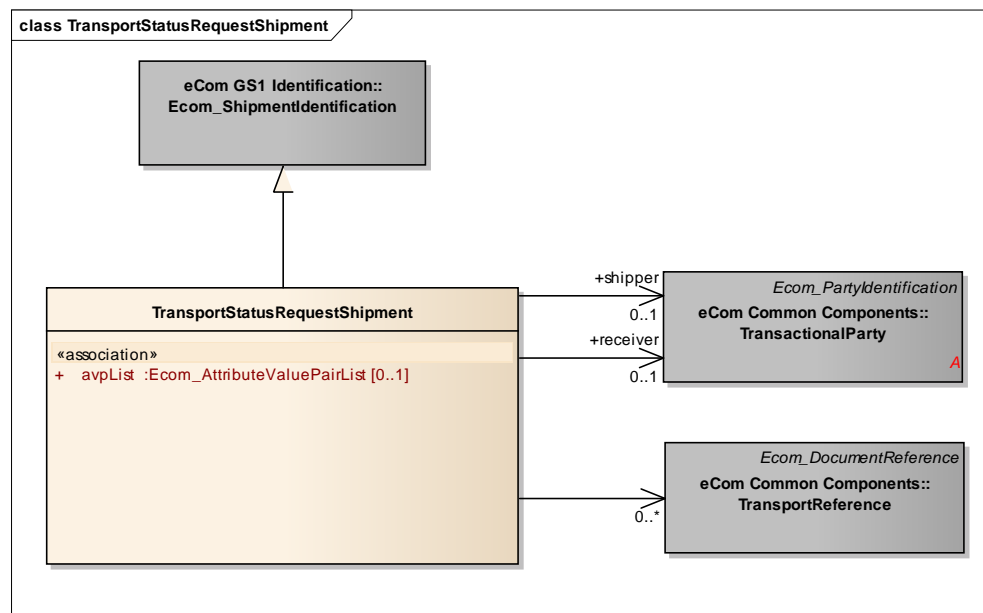 class TransportStatusRequestShipment
eCom GS1 Identification::
Ecom_ShipmentIdentification
TransportStatusRequestShipment
«association»
+ avpList :Ecom_AttributeValuePairList [0..1]
+shipper
0..1
+receiver
0..1
Ecom_PartyIdentification
eCom Common Components::
TransactionalParty
A
0..*
Ecom_DocumentReference
eCom Common Components::
TransportReference